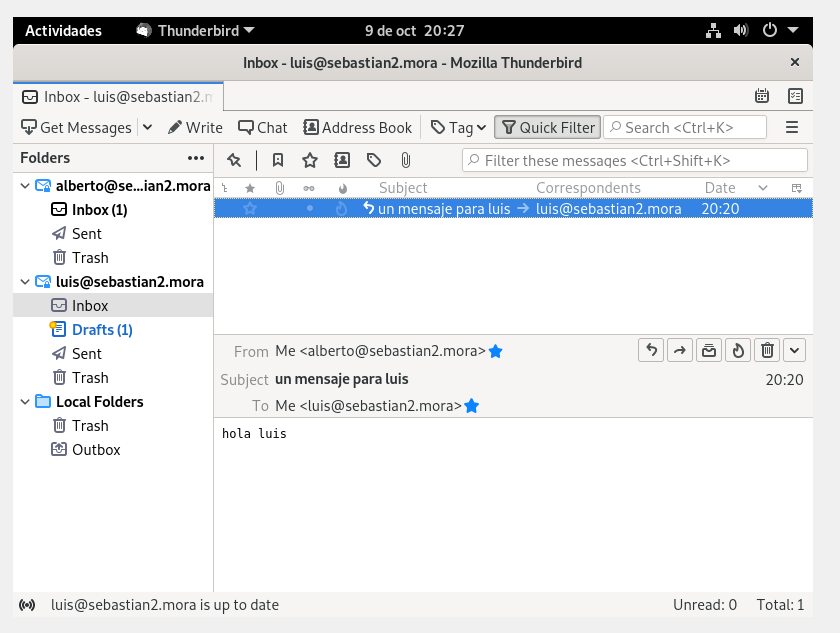 Actividades Thunderbird 9 de oct 20:27
Inbox - luis@sebastian2.mora - Mozilla Thunderbird
Inbox - luis@sebastian2.m
Get Messages Write Chat Address Book Tag Quick Filter Search <Ctrl+K>
Folders
Filter these messages <Ctrl+Shift+K>
Subject Correspondents Date
un mensaje para luis luis@sebastian2.mora 20:20
alberto@se...ian2.mora
Inbox (1)
Sent
Trash
luis@sebastian2.mora
Inbox
Drafts (1)
Sent
Trash
Local Folders
Trash
Outbox
From Me <alberto@sebastian2.mora>
Subject un mensaje para luis 20:20
To Me <luis@sebastian2.mora>
hola luis
luis@sebastian2.mora is up to date Unread: 0 Total: 1